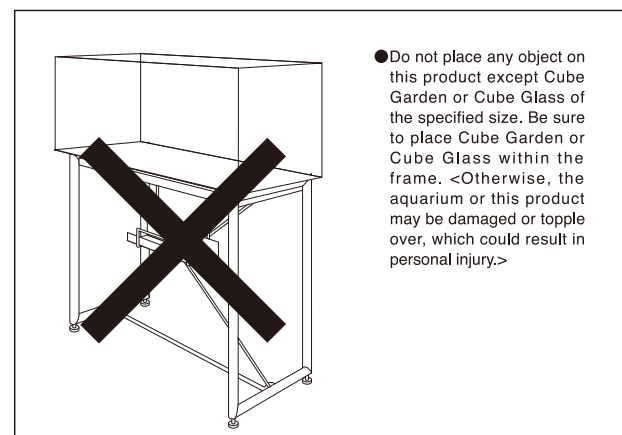 ●Do not place any object on
this product except Cube
Garden or Cube Glass of
the specified size. Be sure
to place Cube Garden or
Cube Glass within the
frame. <Otherwise, the
aquarium or this product
may be damaged or topple
over, which could result in
personal injury.>